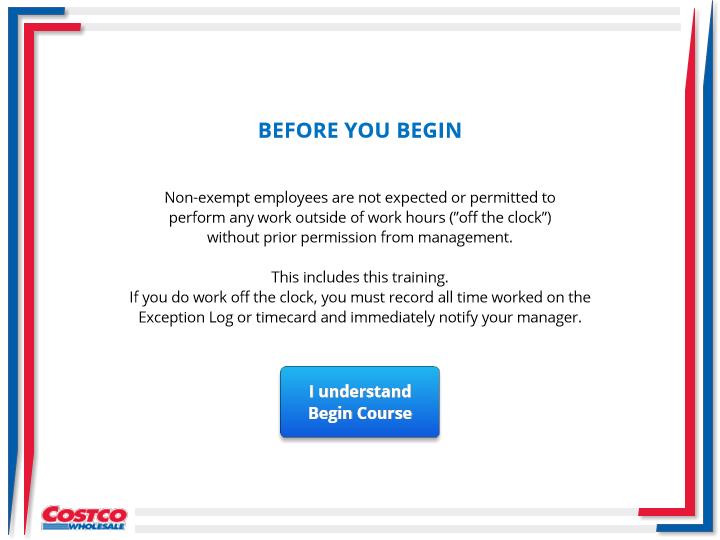 BEFORE YOU BEGIN
Non-exempt employees are not expected or permitted to
perform any work outside of work hours (”off the clock”)
without prior permission from management.
This includes this training.
If you do work off the clock, you must record all time worked on the
Exception Log or timecard and immediately notify your manager.
I understand
Begin Course
COSTCO
WHOLESALE